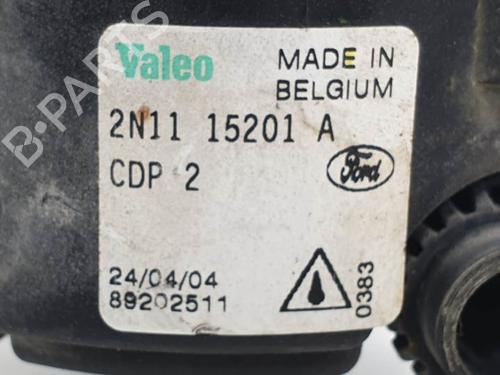 Valeo
MADE IN
BELGIUM
2N11 15201 A
CDP 2
Ford
24/04/04
89202511
0383
B-PARTS